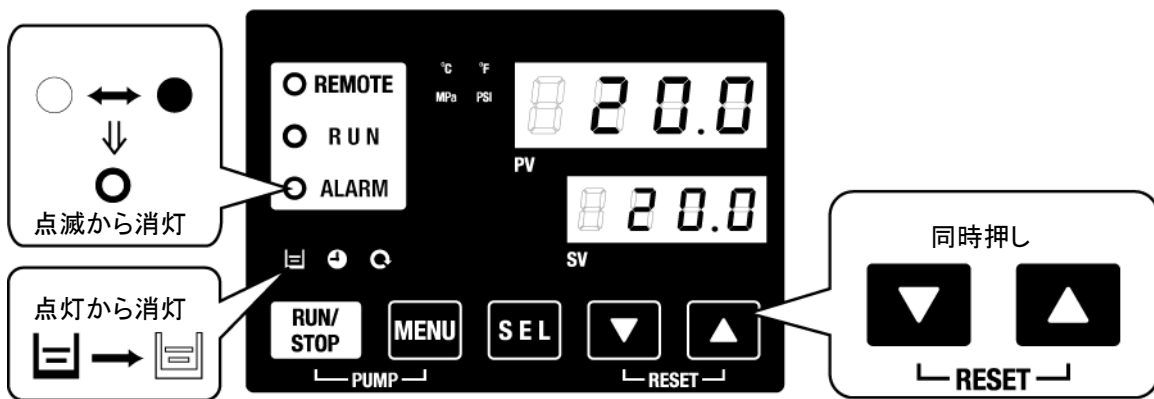 点滅から消灯
点灯から消灯
REMOTE
RUN
ALARM
°C °F
MPa PSI
20.0
PV
20.0
SV
RUN/
STOP
MENU
SEL
PUMP
RESET
同時押し
RESET